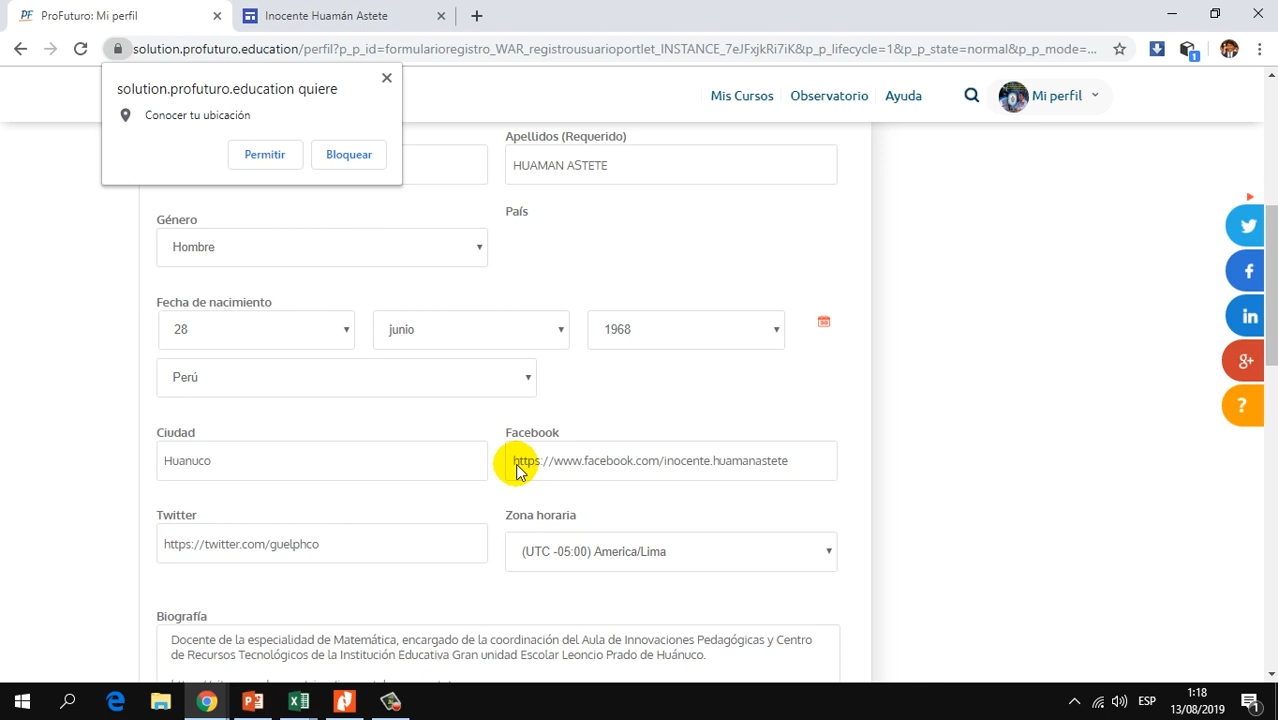 ProFuturo: Mi perfil
Inocente Huamán Astete
solution.profuturo.education/perfil?p_p_id=formularioregistro_WAR_registrousuarioportlet_INSTANCE_7eJFxjkRi7iK&p_p_lifecycle=1&p_p_state=normal&p_p_mode=...
solution.profuturo.education quiere
Conocer tu ubicación
Permitir
Bloquear
Mis Cursos
Observatorio
Ayuda
Mi perfil
Apellidos (Requerido)
HUAMAN ASTETE
Género
País
Hombre
Fecha de nacimiento
28
junio
1968
Perú
Ciudad
Facebook
Huanuco
https://www.facebook.com/inocente.huamanastete
Twitter
Zona horaria
https://twitter.com/guelphco
(UTC -05:00) America/Lima
Biografía
Docente de la especialidad de Matemática, encargado de la coordinación del Aula de Innovaciones Pedagógicas y Centro
de Recursos Tecnológicos de la Institución Educativa Gran unidad Escolar Leoncio Prado de Huánuco.
ESP
1:18
13/08/2019